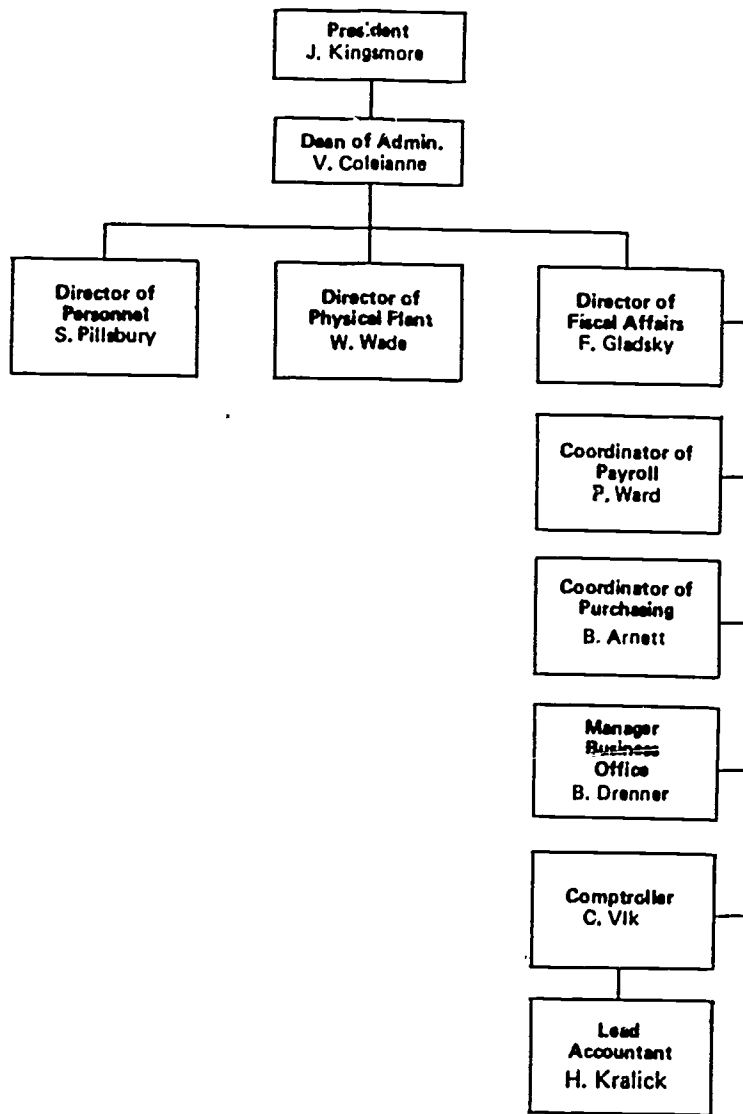 President
J. Kingsmore
Dean of Admin.
V. Coleianne
Director of
Personnel
S. Pillsbury
Director of
Physical Plant
W. Wade
Director of
Fiscal Affairs
F. Gladsky
Coordinator of
Payroll
P. Ward
Coordinator of
Purchasing
B. Arnett
Manager
Business
Office
B. Drenner
Comptroller
C. Vlk
Lead
Accountant
H. Kralick